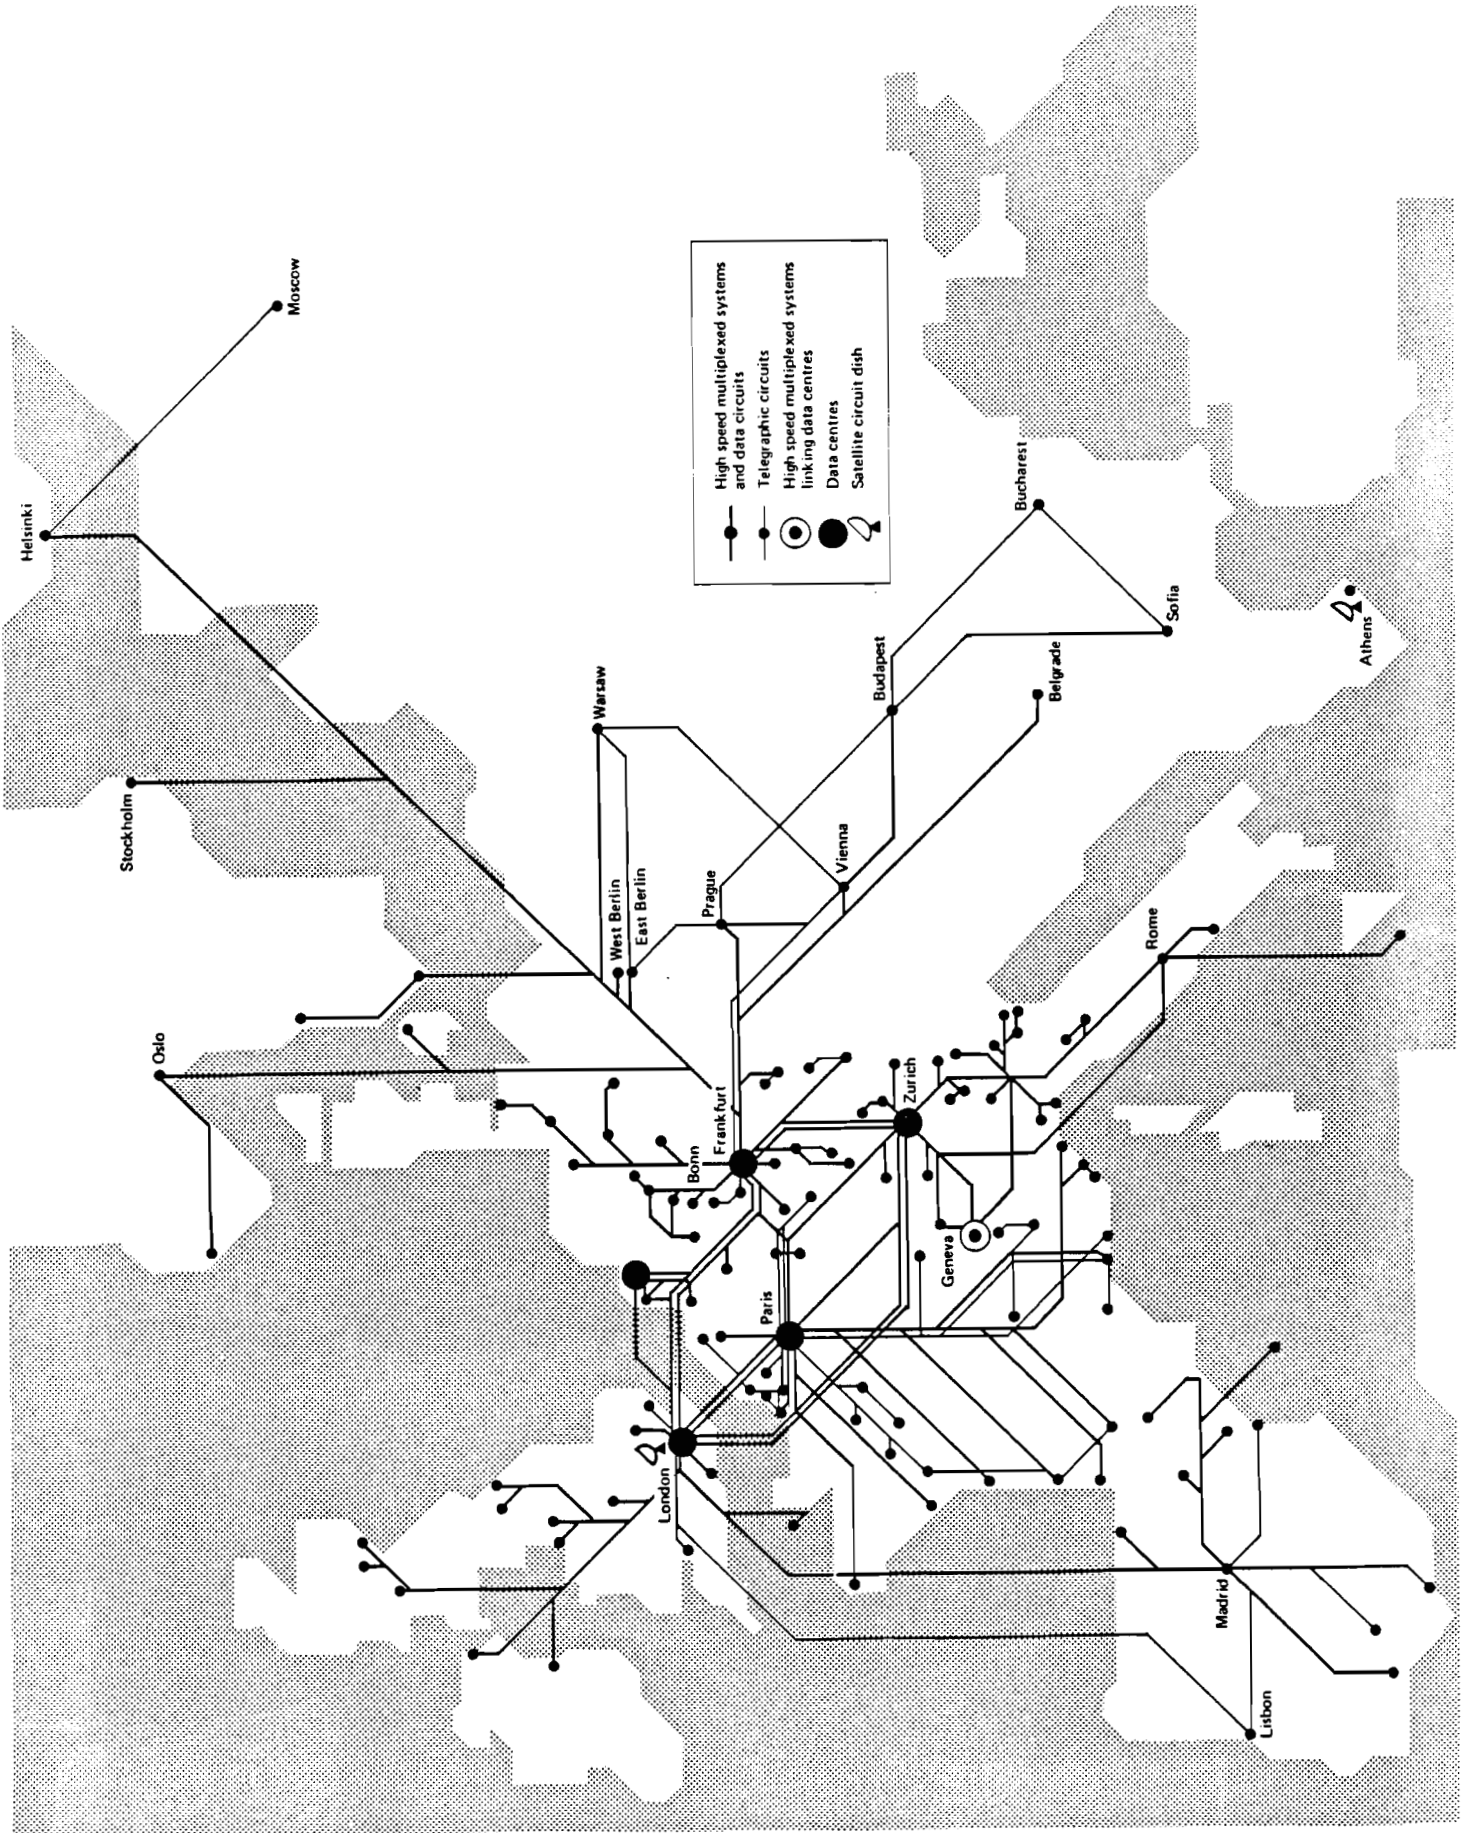 Helsinki
Moscow
Stockholm
Oslo
Warsaw
West Berlin
East Berlin
Prague
Vienna
Budapest
Bucharest
Sofia
Belgrade
Athens
Rome
Frankfurt
Bonn
Zurich
Geneva
Paris
London
Madrid
Lisbon
High speed multiplexed systems
and data circuits
Telegraphic circuits
High speed multiplexed systems
linking data centres
Data centres
Satellite circuit dish